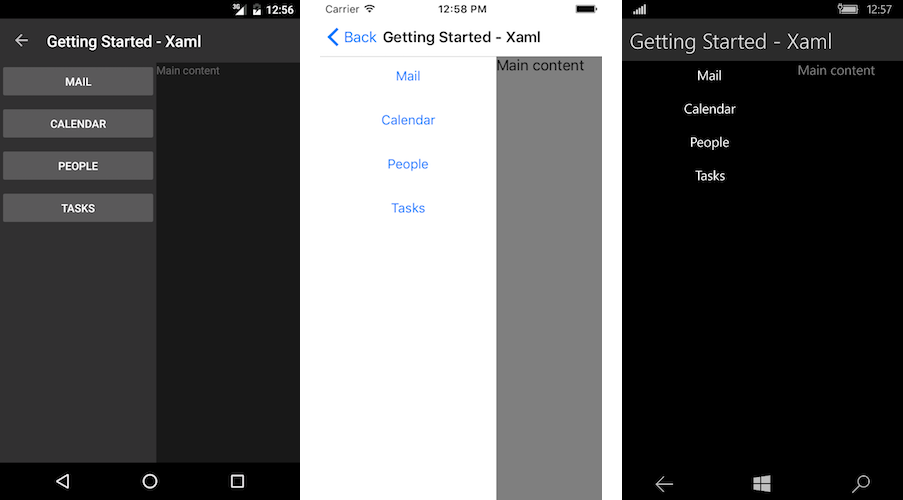 3G 12:56
Getting Started - Xaml
MAIL
Main content
CALENDAR
PEOPLE
TASKS
Carrier 12:58 PM
Back Getting Started - Xaml
Mail
Main content
Calendar
People
Tasks
12:57
Getting Started - Xaml
Mail
Main content
Calendar
People
Tasks